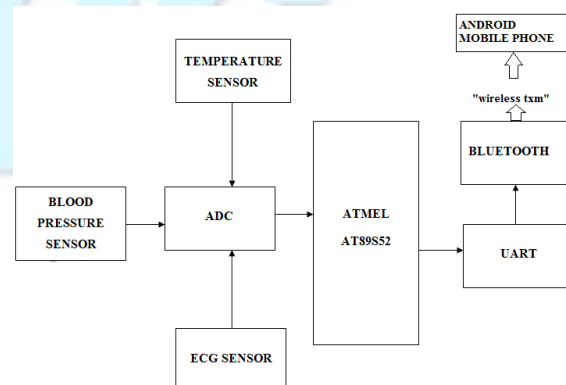 ANDROID
MOBILE PHONE
TEMPERATURE
SENSOR
"wireless txm"
BLUETOOTH
BLOOD
PRESSURE
SENSOR
ADC
ATMEL
AT89S52
UART
ECG SENSOR